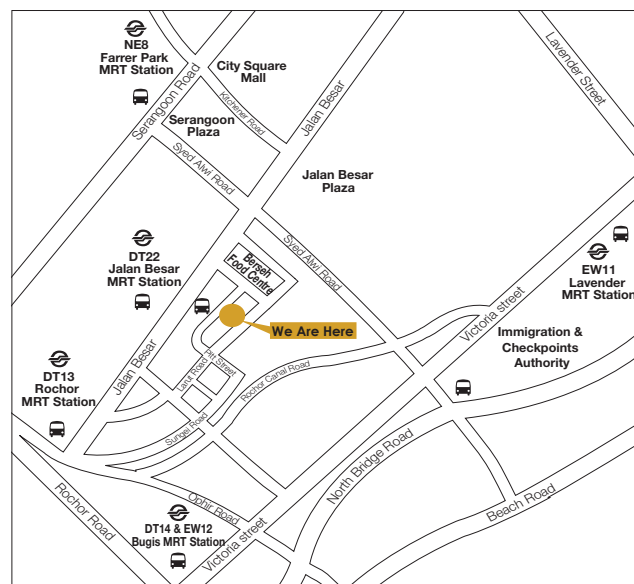 NE8
Farrer Park
MRT Station
City Square
Mall
Lavender Street
Serangoon Road
Kitchener Road
Jalan Besar
Serangoon
Plaza
Syed Alwi Road
Jalan Besar
Plaza
DT22
Jalan Besar
MRT Station
Berseh
Food Centre
Syed Alwi Road
EW11
Lavender
MRT Station
We Are Here
Victoria street
Immigration &
Checkpoints
Authority
Jalan Besar
Pitt Street
Larut Road
Rochor Canal Road
DT13
Rochor
MRT Station
Sungei Road
North Bridge Road
Rochor Road
Ophir Road
Beach Road
DT14 & EW12
Bugis MRT Station
Victoria street